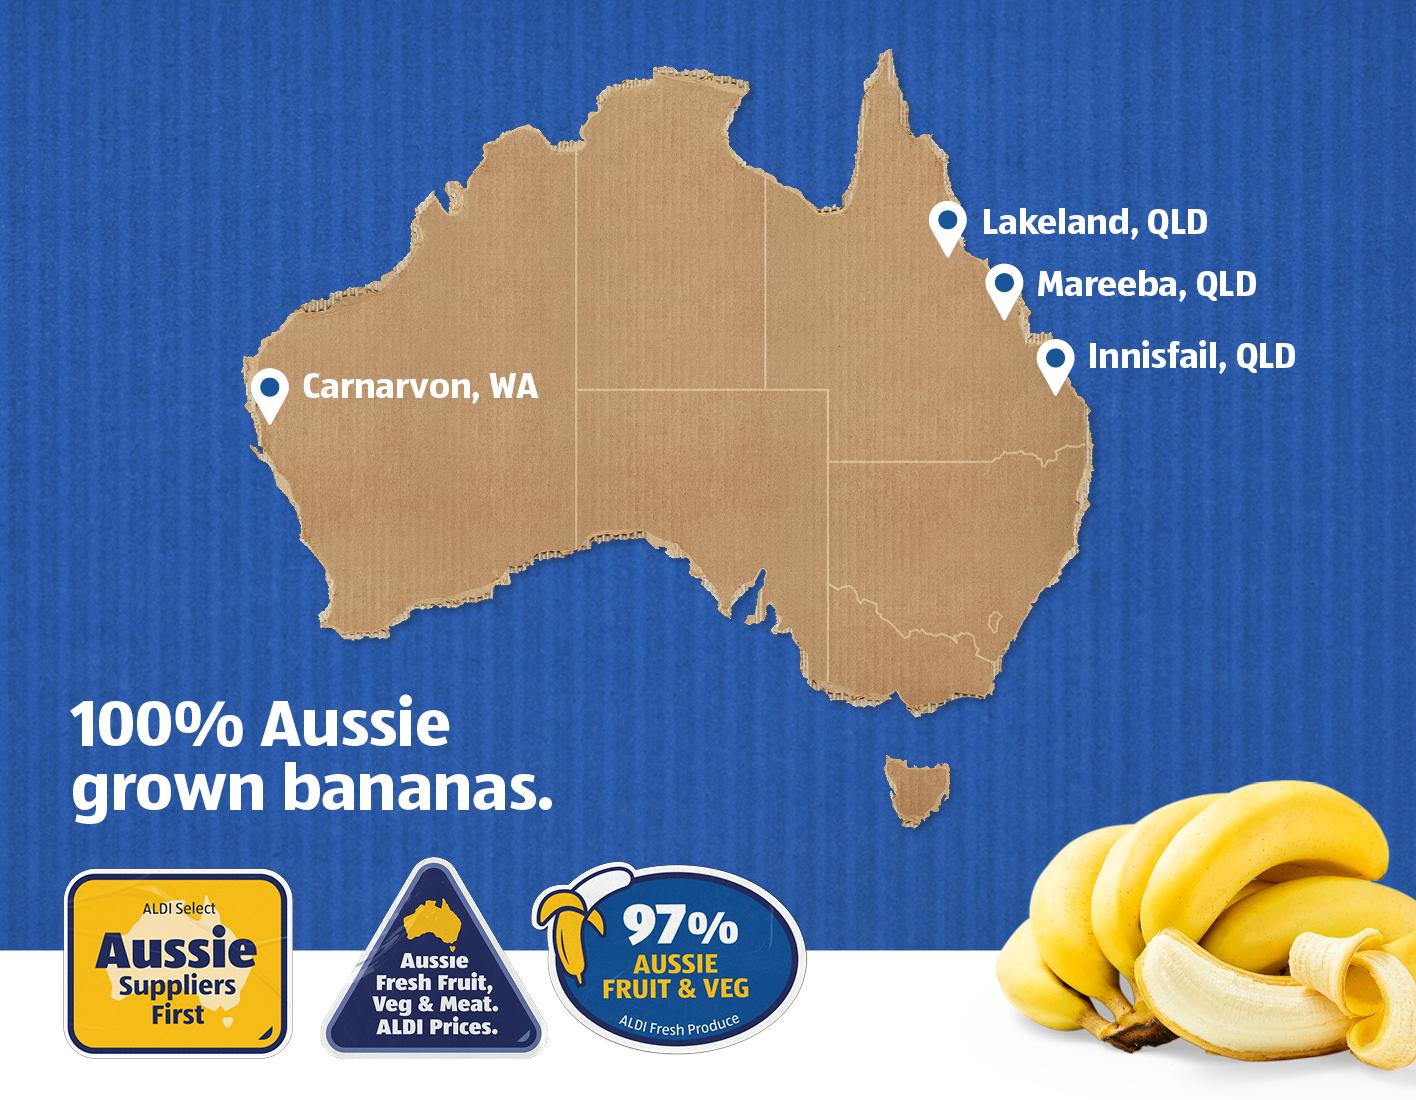 Lakeland, QLD
Mareeba, QLD
Innisfail, QLD
Carnarvon, WA
100% Aussie
grown bananas.
ALDI Select
Aussie
Suppliers
First
Aussie
Fresh Fruit,
Veg & Meat.
ALDI Prices.
97%
AUSSIE
FRUIT & VEG
ALDI Fresh Produce